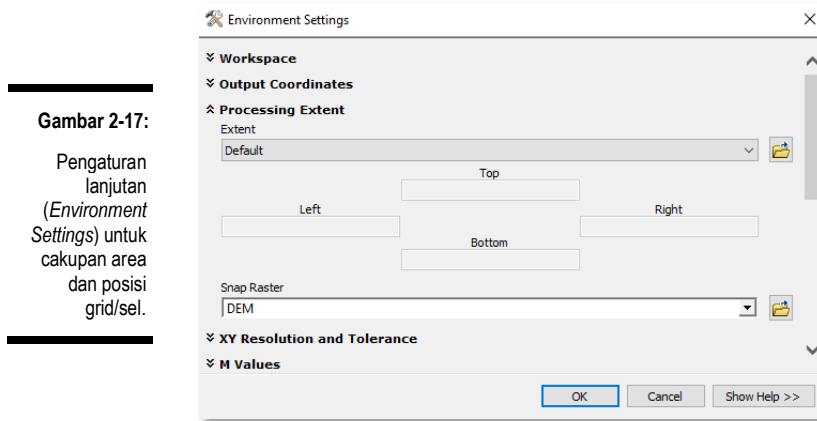 Gambar 2-17:
Pengaturan
lanjutan
(Environment
Settings) untuk
cakupan area
dan posisi
grid/sel.
Environment Settings
Workspace
Output Coordinates
Processing Extent
Extent
Default
Top
Left
Right
Bottom
Snap Raster
DEM
XY Resolution and Tolerance
M Values
OK
Cancel
Show Help >>